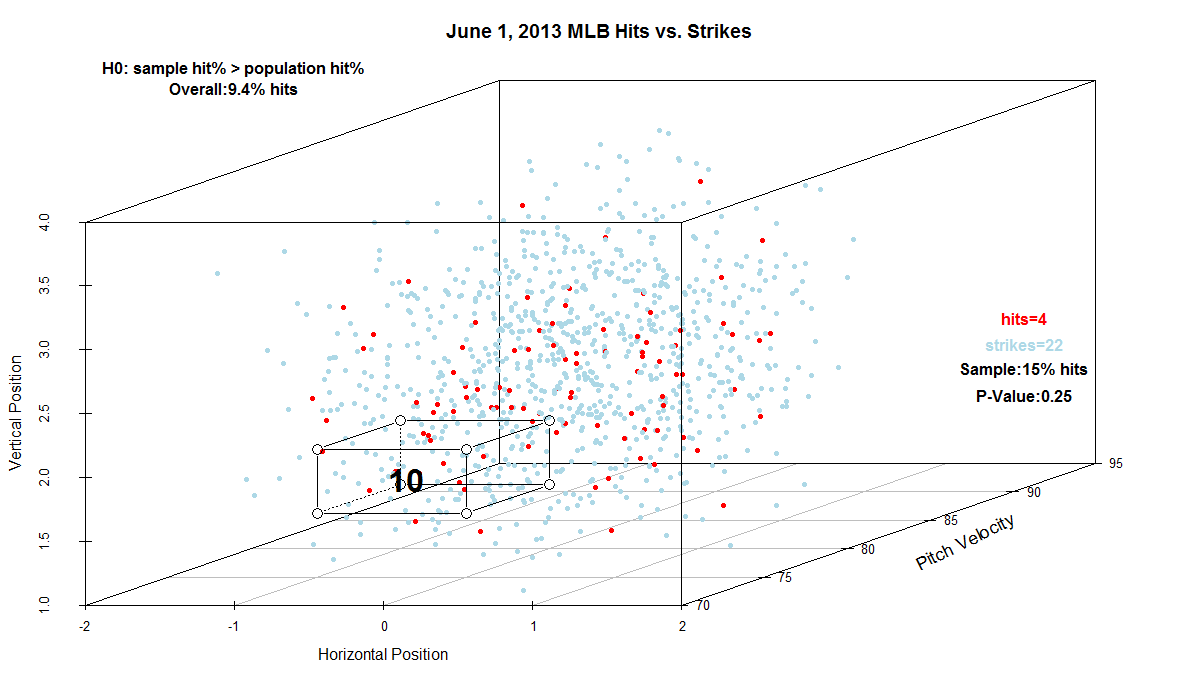 June 1, 2013 MLB Hits vs. Strikes
H0: sample hit% > population hit%
Overall:9.4% hits
4.0
3.5
3.0
2.5
2.0
1.5
1.0
Vertical Position
10
hits=4
strikes=22
Sample:15% hits
P-Value:0.25
95
90
85
80
75
70
Pitch Velocity
-2 -1 0 1 2
Horizontal Position